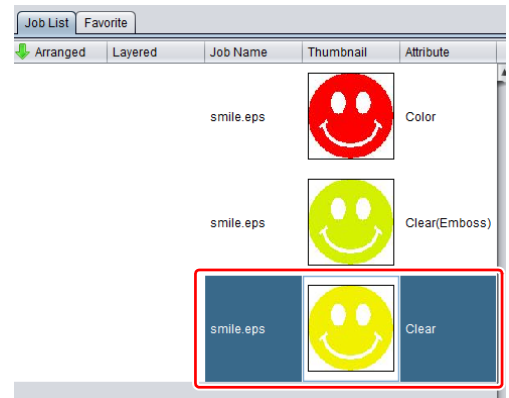 Job List Favorite
Arranged Layered Job Name Thumbnail Attribute
smile.eps Color
smile.eps Clear(Emboss)
smile.eps Clear